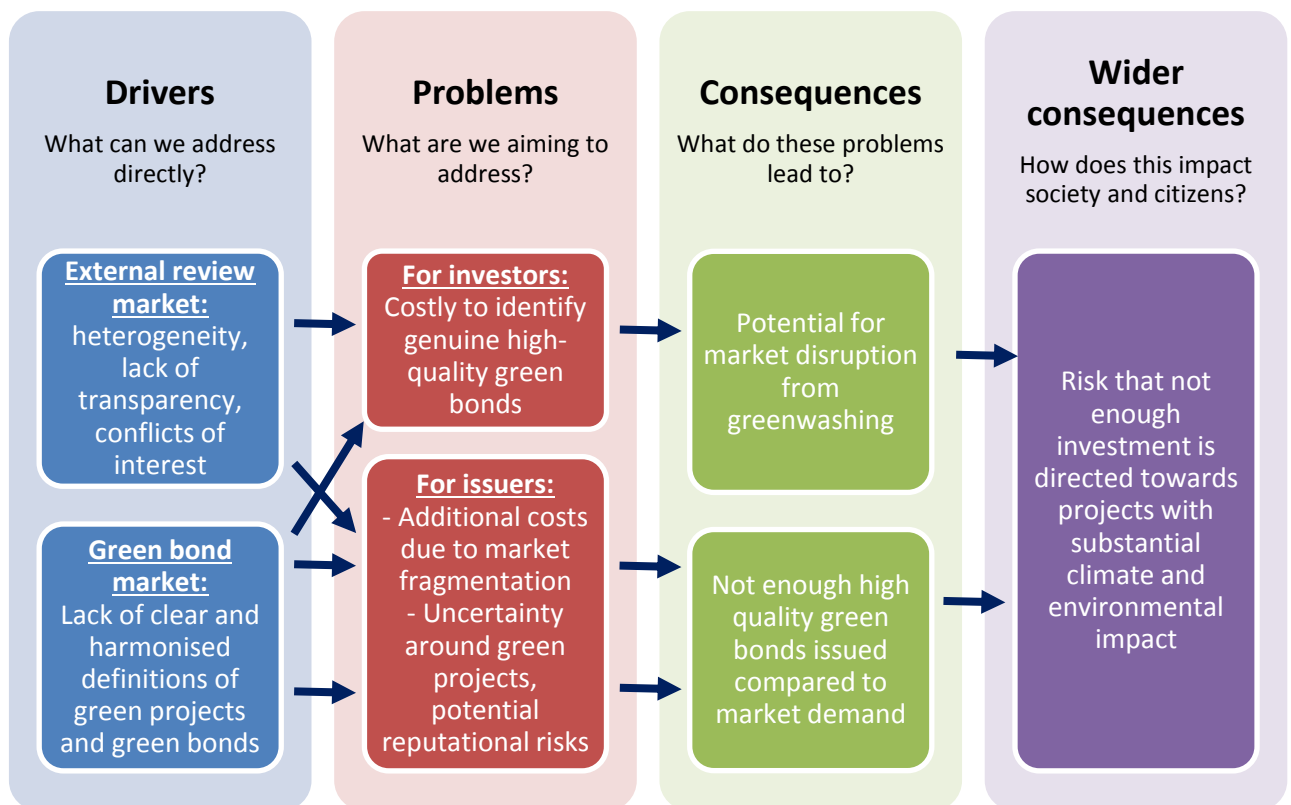 Drivers
What can we address
directly?
External review
market:
heterogeneity,
lack of
transparency,
conflicts of
interest
Green bond
market:
Lack of clear and
harmonised
definitions of
green projects
and green bonds
Problems
What are we aiming to
address?
For investors:
Costly to identify
genuine high-
quality green
bonds
For issuers:
- Additional costs
due to market
fragmentation
- Uncertainty
around green
projects,
potential
reputational risks
Consequences
What do these problems
lead to?
Potential for
market disruption
from
greenwashing
Not enough high
quality green
bonds issued
compared to
market demand
Wider
consequences
How does this impact
society and citizens?
Risk that not
enough
investment is
directed towards
projects with
substantial
climate and
environmental
impact